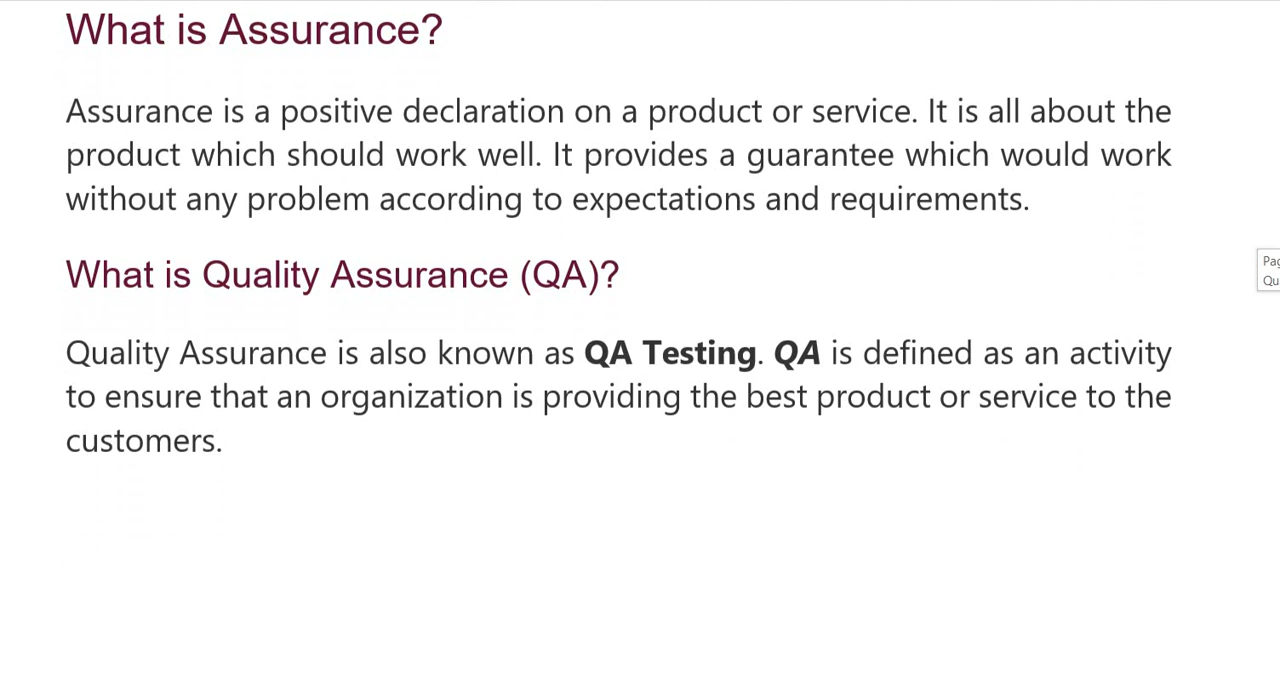 What is Assurance?
Assurance is a positive declaration on a product or service. It is all about the
product which should work well. It provides a guarantee which would work
without any problem according to expectations and requirements.
What is Quality Assurance (QA)?
Quality Assurance is also known as QA Testing. QA is defined as an activity
to ensure that an organization is providing the best product or service to the
customers.